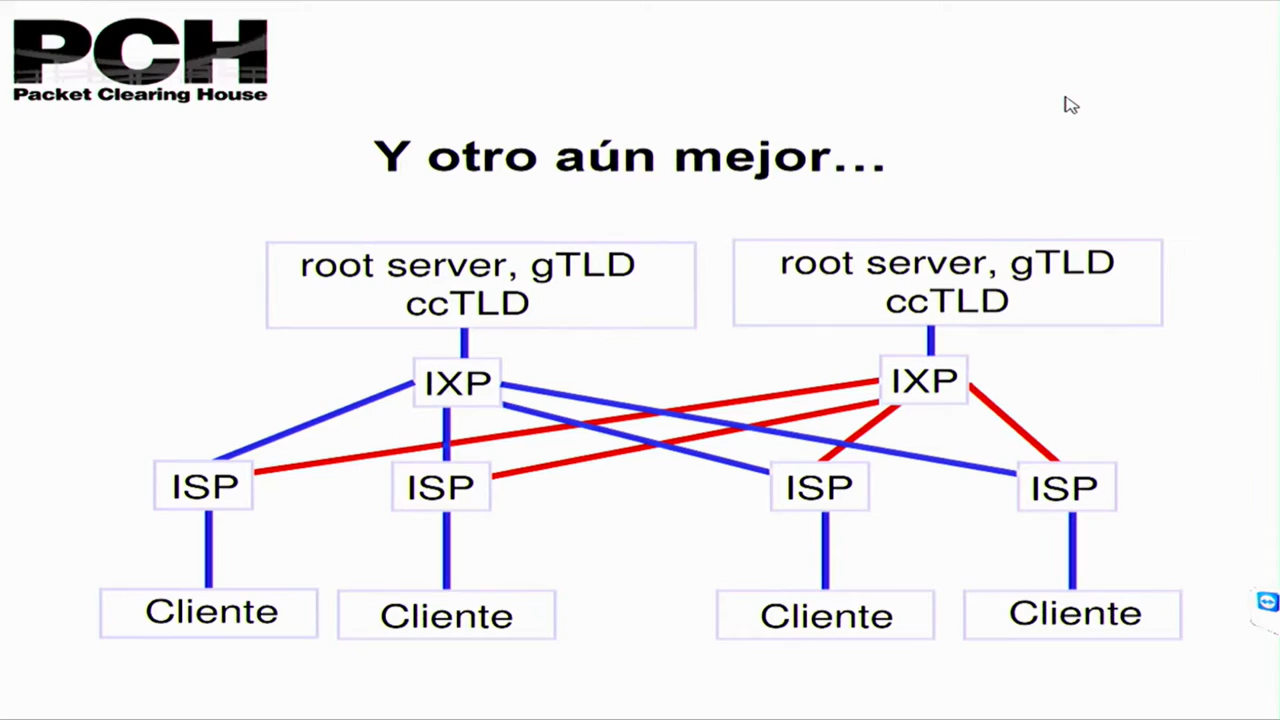 PCH
Packet Clearing House
Y otro aún mejor...
root server, gTLD
ccTLD
root server, gTLD
ccTLD
IXP
IXP
ISP
ISP
ISP
ISP
Cliente
Cliente
Cliente
Cliente